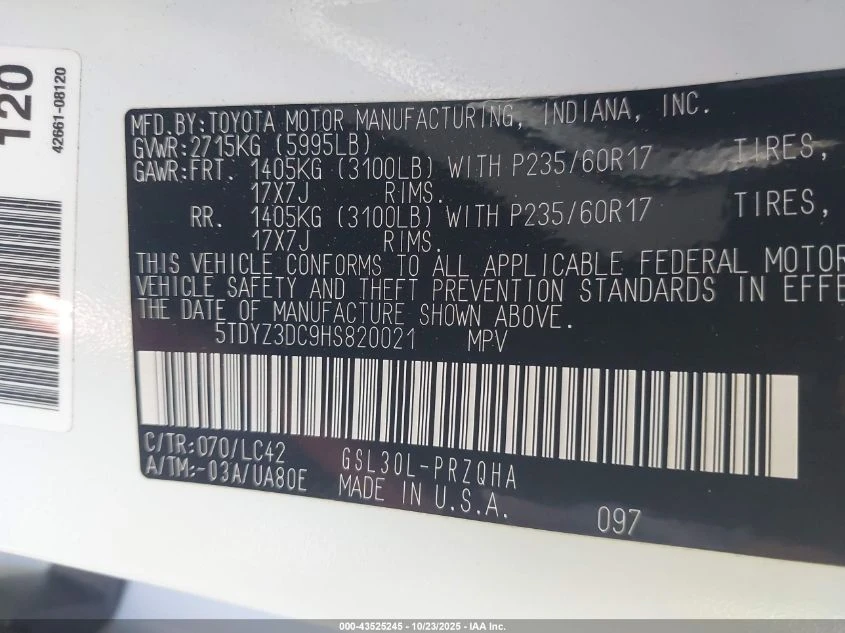 120
42661-08120
MFD.BY:TOYOTA MOTOR MANUFACTURING, INDIANA, INC.
GVWR:2715KG (5995LB)
GAWR:FRT. 1405KG (3100LB) WITH P235/60R17 TIRES,
17X7J RIMS.
RR. 1405KG (3100LB) WITH P235/60R17 TIRES,
17X7J RIMS.
THIS VEHICLE CONFORMS TO ALL APPLICABLE FEDERAL MOTOR
VEHICLE SAFETY AND THEFT PREVENTION STANDARDS IN EFFE
THE DATE OF MANUFACTURE SHOWN ABOVE.
5TDYZ3DC9HS820021 MPV
C/TR:070/LC42 GSL30L-PRZQHA
A/TM:-03A/UA80E MADE IN U.S.A.
097
000-43525245 - 10/23/2025 - IAA Inc.